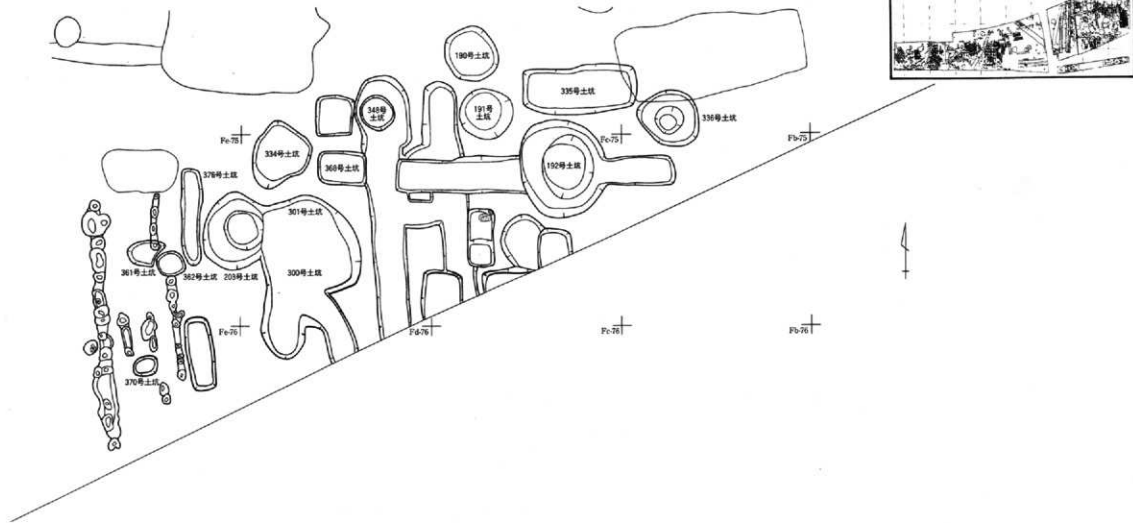 190号土坑
335号土坑
348号
土坑
191号
土坑
336号土坑
Fe-75
Fc-75
Fb-75
334号土坑
368号土坑
192号土坑
376号土坑
301号土坑
361号土坑
362号土坑
203号土坑
300号土坑
Fe-76
Fd-76
Fc-76
Fb-76
370号土坑